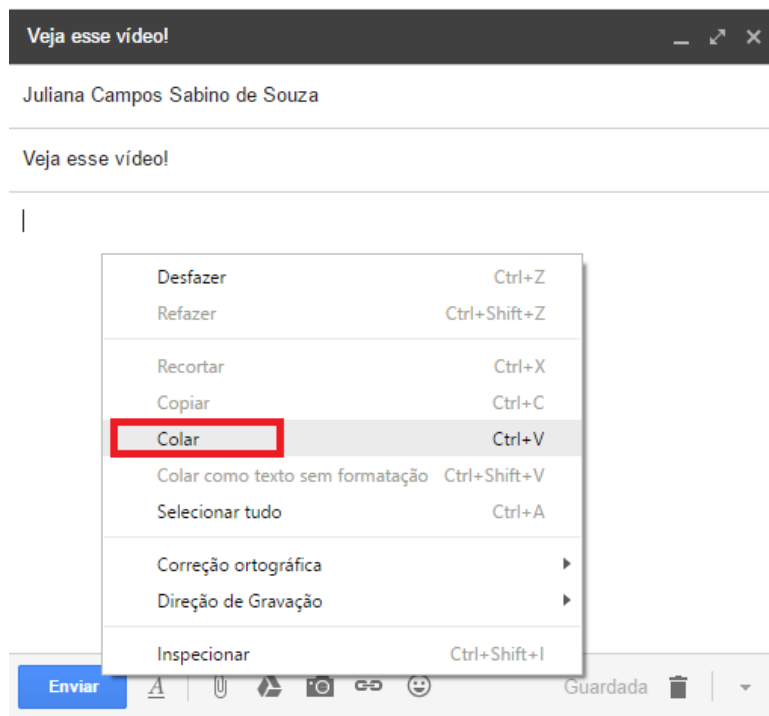 Veja esse vídeo!
Juliana Campos Sabino de Souza
Veja esse vídeo!
Desfazer Ctrl+Z
Refazer Ctrl+Shift+Z
Recortar Ctrl+X
Copiar Ctrl+C
Colar Ctrl+V
Colar como texto sem formatação Ctrl+Shift+V
Selecionar tudo Ctrl+A
Correção ortográfica
Direção de Gravação
Inspecionar Ctrl+Shift+I
Enviar A Guardada